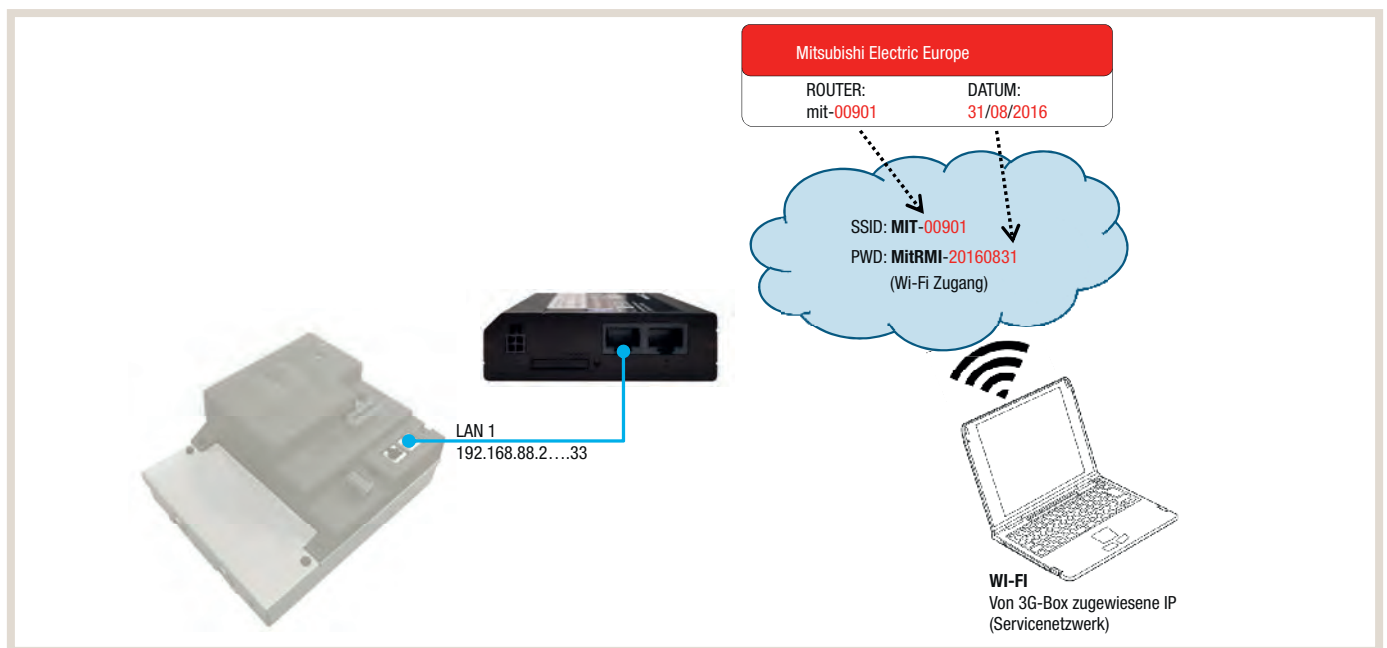 Mitsubishi Electric Europe
ROUTER: DATUM:
mit-00901 31/08/2016
SSID: MIT-00901
PWD: MitRMI-20160831
(Wi-Fi Zugang)
LAN 1
192.168.88.2....33
WI-FI
Von 3G-Box zugewiesene IP
(Servicenetzwerk)